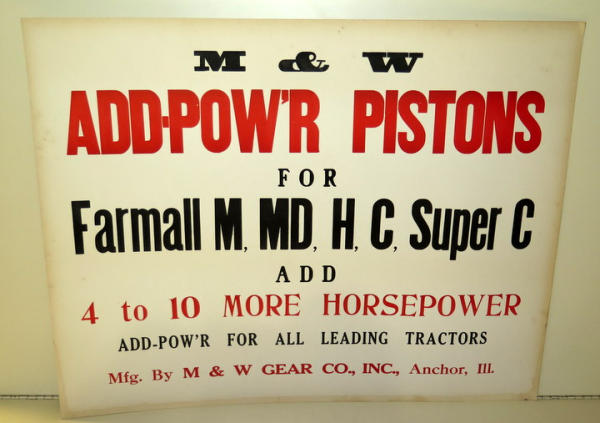 M & W
ADD-POW'R PISTONS
FOR
Farmall M, MD, H, C, Super C
ADD
4 to 10 MORE HORSEPOWER
ADD-POW'R FOR ALL LEADING TRACTORS
Mfg. By M & W GEAR CO., INC., Anchor, Ill.